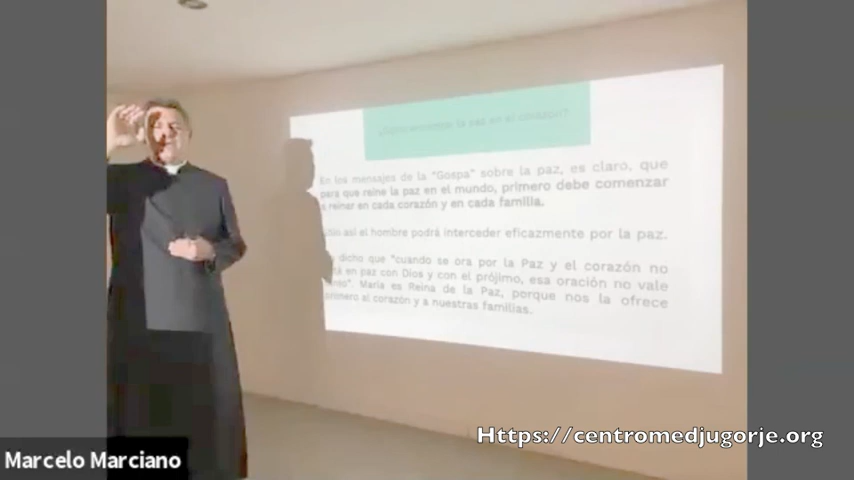 ¿Cómo encontrar la paz en el corazón?
En los mensajes de la "Gospa" sobre la paz, es claro, que
para que reine la paz en el mundo, primero debe comenzar
a reinar en cada corazón y en cada familia.
así el hombre podrá interceder eficazmente por la paz.
dicho que "cuando se ora por la Paz y el corazón no
en paz con Dios y con el prójimo, esa oración no vale
María es Reina de la Paz, porque nos la ofrece
primero al corazón y a nuestras familias.
Https://centromedjugorje.org
Marcelo Marciano